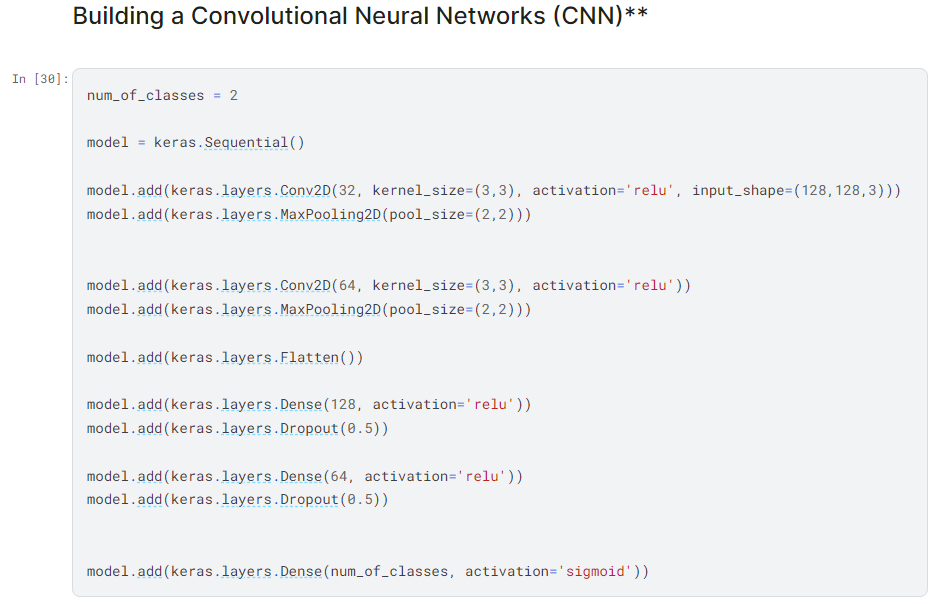 Building a Convolutional Neural Networks (CNN)**
In [30]:
num_of_classes = 2
model = keras.Sequential()
model.add(keras.layers.Conv2D(32, kernel_size=(3,3), activation='relu', input_shape=(128,128,3)))
model.add(keras.layers.MaxPooling2D(pool_size=(2,2)))
model.add(keras.layers.Conv2D(64, kernel_size=(3,3), activation='relu'))
model.add(keras.layers.MaxPooling2D(pool_size=(2,2)))
model.add(keras.layers.Flatten())
model.add(keras.layers.Dense(128, activation='relu'))
model.add(keras.layers.Dropout(0.5))
model.add(keras.layers.Dense(64, activation='relu'))
model.add(keras.layers.Dropout(0.5))
model.add(keras.layers.Dense(num_of_classes, activation='sigmoid'))